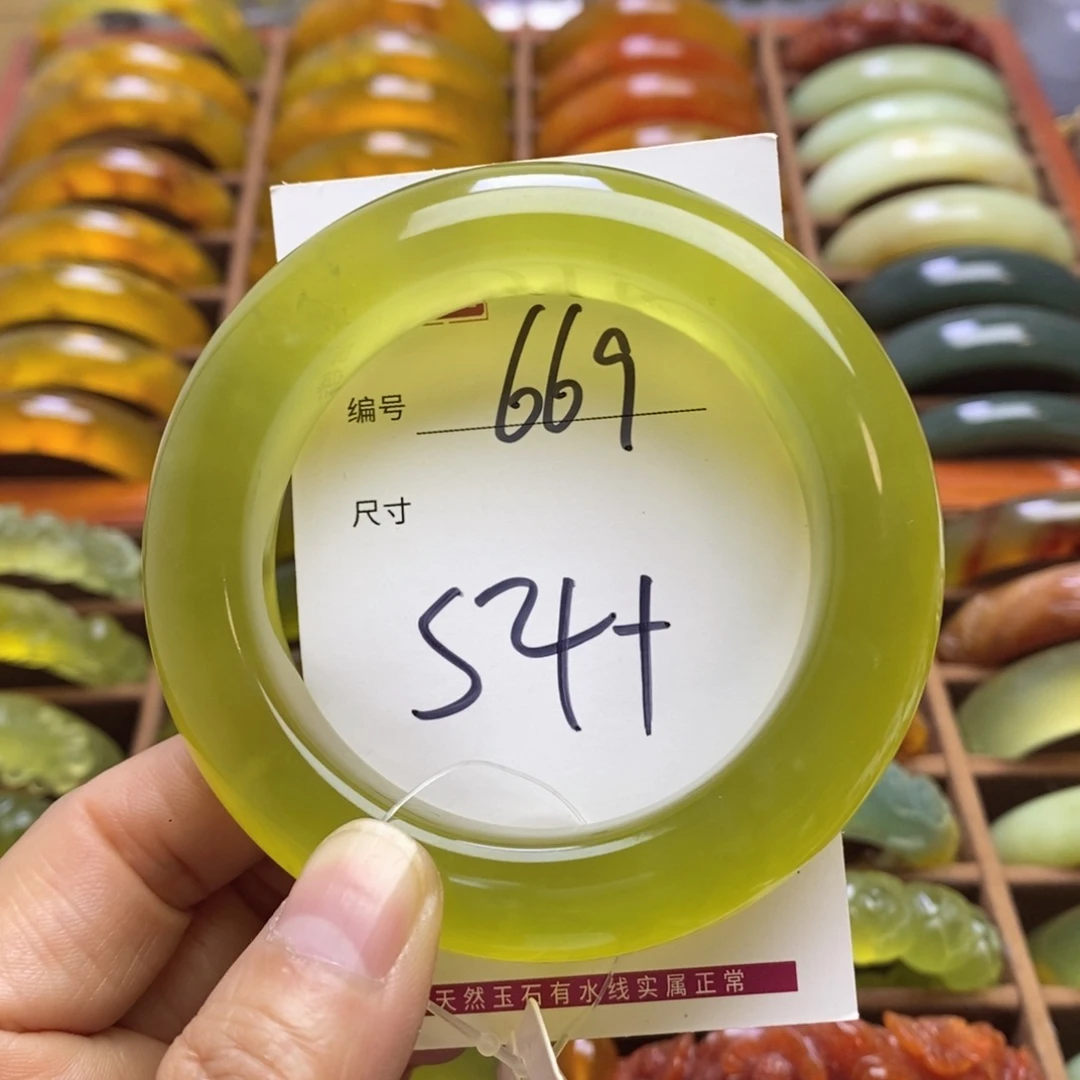 编号 669
尺寸
54+
天然玉石有水线实属正常